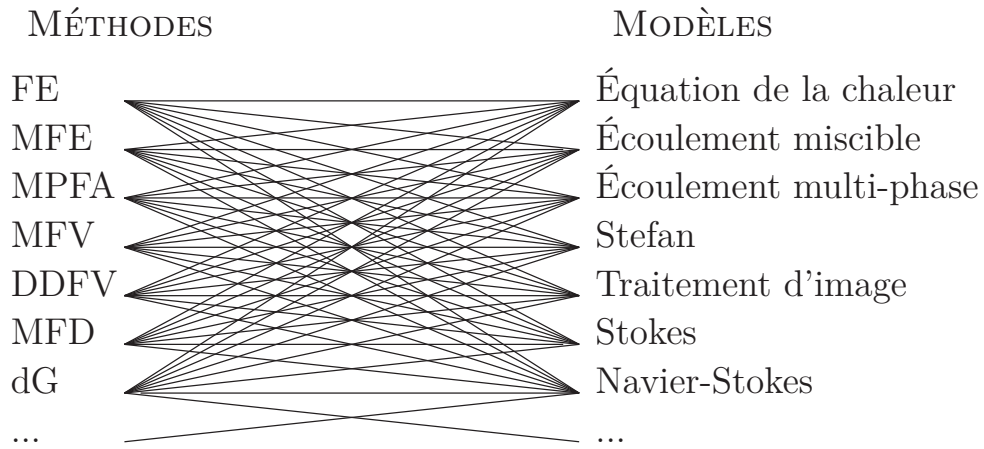 MÉTHODES MODÈLES
FE Équation de la chaleur
MFE Écoulement miscible
MPFA Écoulement multi-phase
MFV Stefan
DDFV Traitement d'image
MFD Stokes
dG Navier-Stokes
... ...